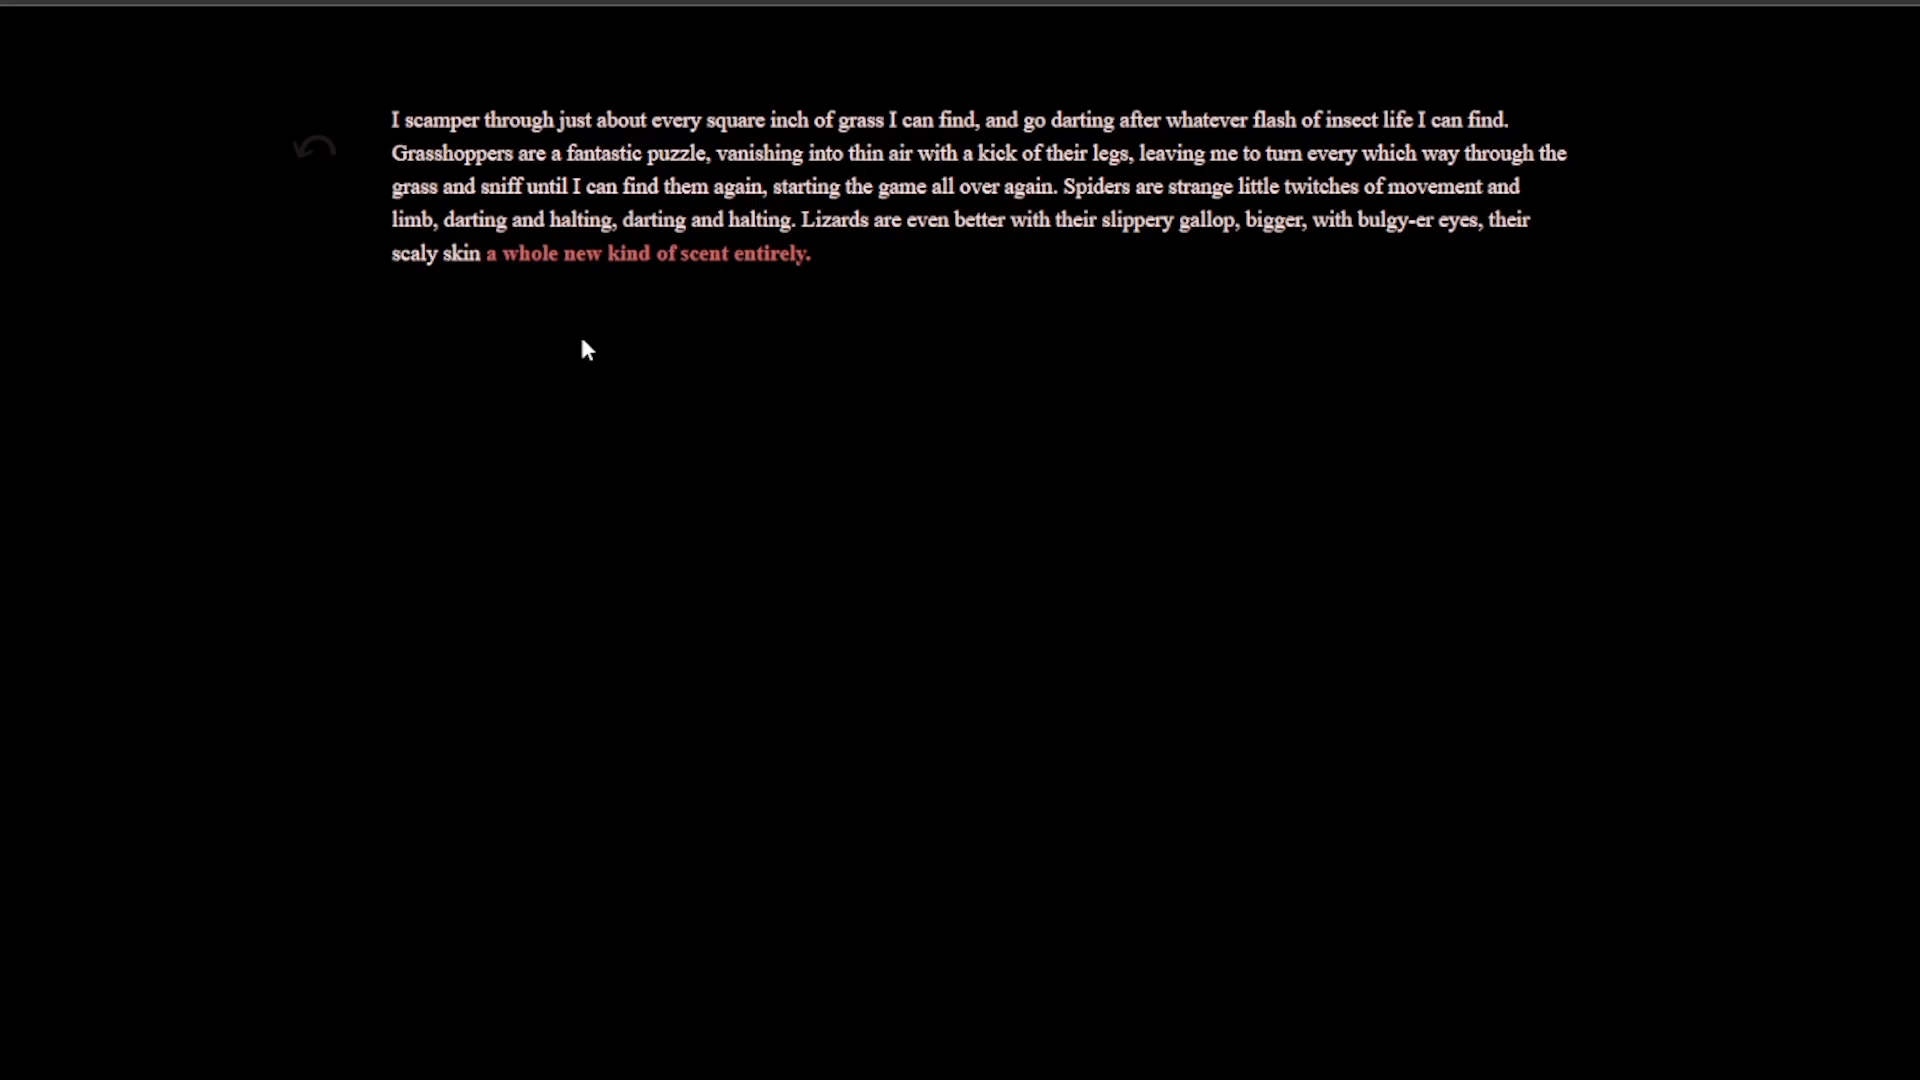 I scamper through just about every square inch of grass I can find, and go darting after whatever flash of insect life I can find.
Grasshoppers are a fantastic puzzle, vanishing into thin air with a kick of their legs, leaving me to turn every which way through the
grass and sniff until I can find them again, starting the game all over again. Spiders are strange little twitches of movement and
limb, darting and halting, darting and halting. Lizards are even better with their slippery gallop, bigger, with bulgy-er eyes, their
scaly skin a whole new kind of scent entirely.